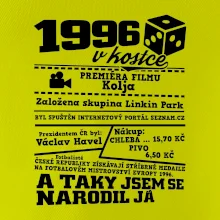 1996
v kostce
PREMIÉRA FILMU
Kolja
Založena skupina Linkin Park
BYL SPUŠTĚN INTERNETOVÝ PORTÁL SEZNAM.CZ
Prezidentem ČR byl:
Václav Havel
Nákup:
CHLEBA ... 15,70 KČ
PIVO 6,50 KČ
Fotbalisté
ČESKÉ REPUBLIKY ZÍSKÁVAJÍ STŘÍBRNÉ MEDAILE
NA FOTBALOVÉM MISTROVSTVÍ EVROPY 1996.
A TAKY JSEM SE
NARODIL JÁ